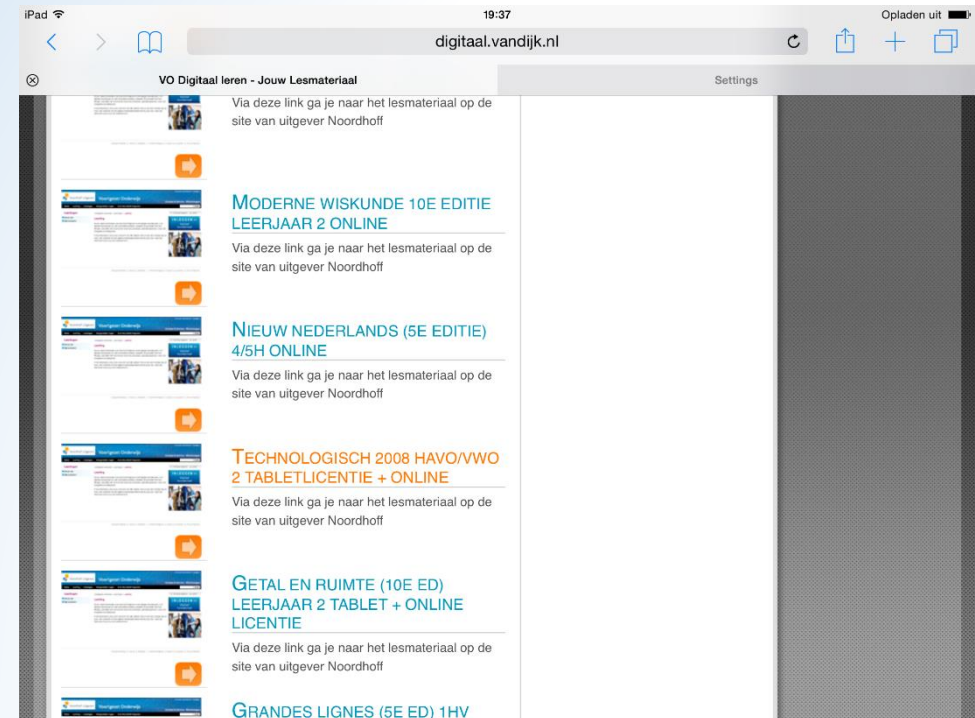 iPad 19:37 Opladen uit
digitaal.vandijk.nl
VO Digitaal leren - Jouw Lesmateriaal Settings
Via deze link ga je naar het lesmateriaal op de
site van uitgever Noordhoff
MODERNE WISKUNDE 10E EDITIE
LEERJAAR 2 ONLINE
Via deze link ga je naar het lesmateriaal op de
site van uitgever Noordhoff
NIEUW NEDERLANDS (5E EDITIE)
4/5H ONLINE
Via deze link ga je naar het lesmateriaal op de
site van uitgever Noordhoff
TECHNOLOGISCH 2008 HAVO/VWO
2 TABLETLICENTIE + ONLINE
Via deze link ga je naar het lesmateriaal op de
site van uitgever Noordhoff
GETAL EN RUIMTE (10E ED)
LEERJAAR 2 TABLET + ONLINE
LICENTIE
Via deze link ga je naar het lesmateriaal op de
site van uitgever Noordhoff
GRANDES LIGNES (5E ED) 1HV